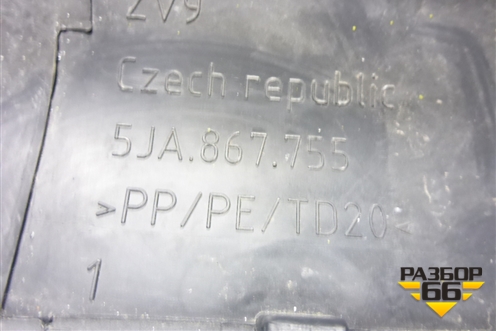 2V9
Czech republic
5JA.867.755
>PP/PE/TD20<
1
РАЗБОР
66